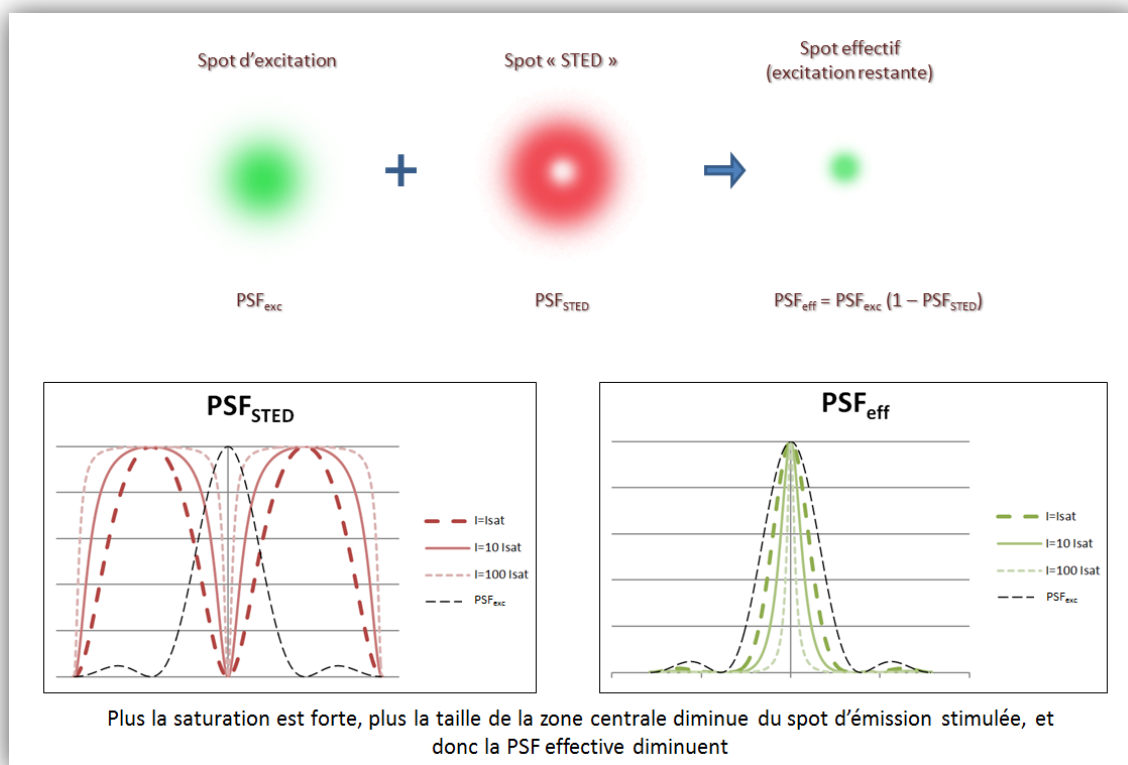 Spot d'excitation
Spot « STED »
Spot effectif
(excitation restante)
+
PSFexc
PSFSTED
PSFeff = PSFexc (1 – PSFSTED)
PSFSTED
I=Isat
I=10 Isat
I=100 Isat
PSFexc
PSFeff
I=Isat
I=10 Isat
I=100 Isat
PSFexc
Plus la saturation est forte, plus la taille de la zone centrale diminue du spot d'émission stimulée, et
donc la PSF effective diminuent